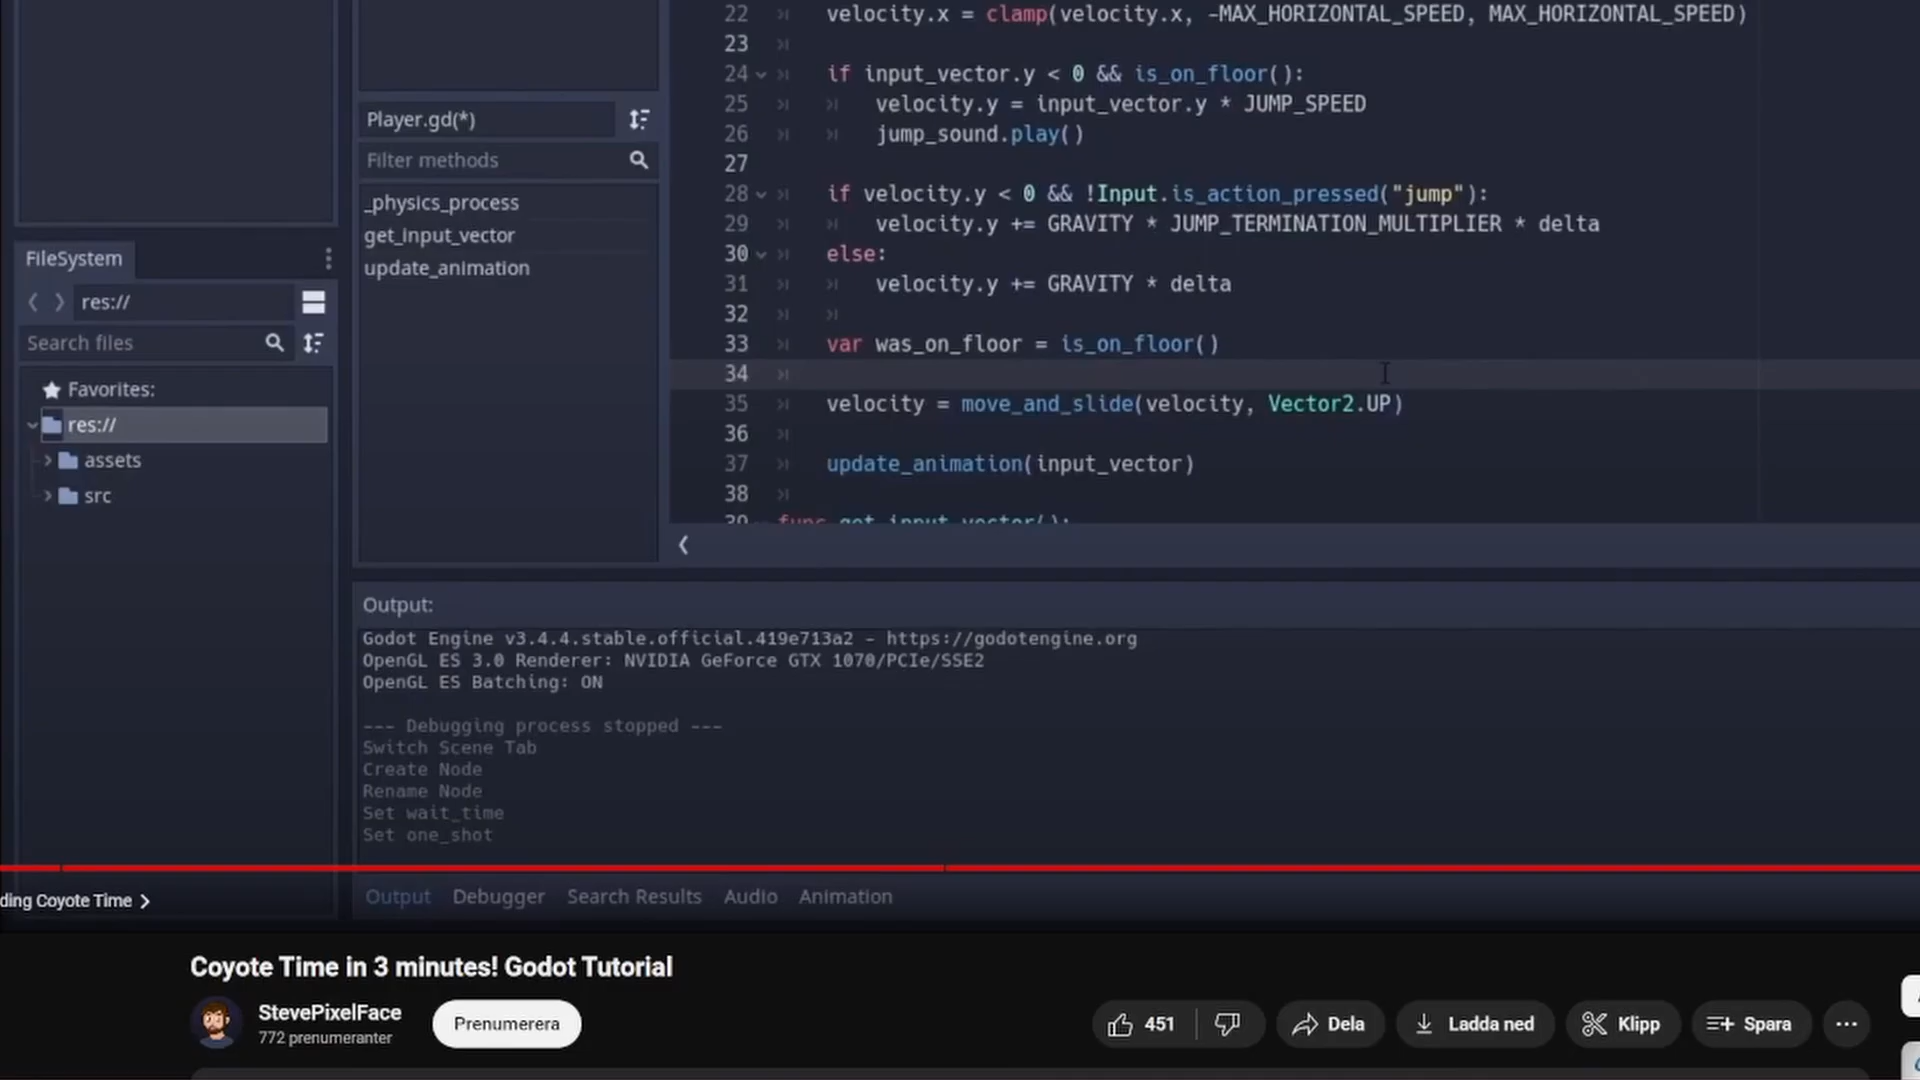 22 velocity.x = clamp(velocity.x, -MAX_HORIZONTAL_SPEED, MAX_HORIZONTAL_SPEED)
23
24 if input_vector.y < 0 && is_on_floor():
25 velocity.y = input_vector.y * JUMP_SPEED
26 jump_sound.play()
27
28 if velocity.y < 0 && !Input.is_action_pressed("jump"):
29 velocity.y += GRAVITY * JUMP_TERMINATION_MULTIPLIER * delta
30 else:
31 velocity.y += GRAVITY * delta
32
33 var was_on_floor = is_on_floor()
34
35 velocity = move_and_slide(velocity, Vector2.UP)
36
37 update_animation(input_vector)
38
39 func get_input_vector():
Player.gd(*)
Filter methods
_physics_process
get_input_vector
update_animation
FileSystem
res://
Search files
Favorites:
res://
assets
src
Output:
Godot Engine v3.4.4.stable.official.419e713a2 - https://godotengine.org
OpenGL ES 3.0 Renderer: NVIDIA GeForce GTX 1070/PCIe/SSE2
OpenGL ES Batching: ON
--- Debugging process stopped ---
Switch Scene Tab
Create Node
Rename Node
Set wait_time
Set one_shot
Output Debugger Search Results Audio Animation
ding Coyote Time
Coyote Time in 3 minutes! Godot Tutorial
StevePixelFace
772 prenumeranter
Prenumerera
451
Dela
Ladda ned
Klipp
Spara